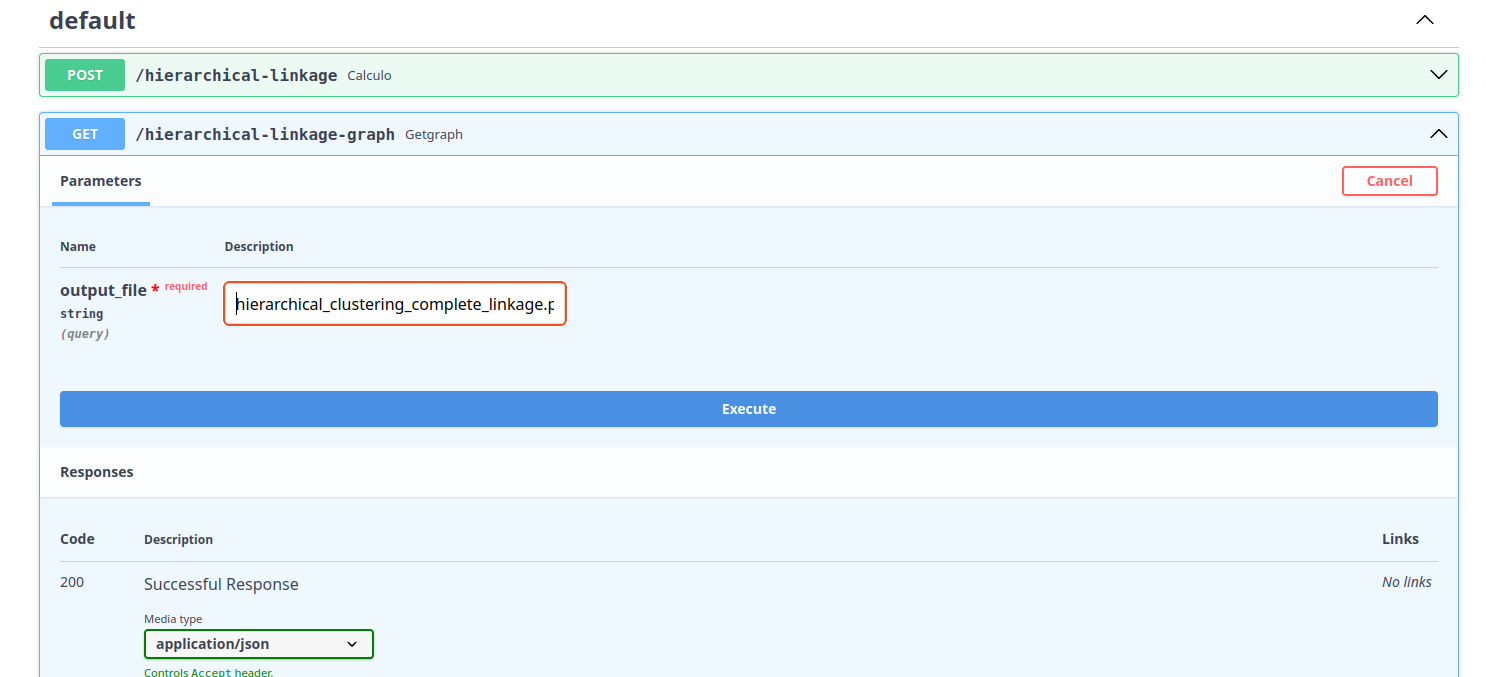 default
POST /hierarchical-linkage Calculo
GET /hierarchical-linkage-graph Getgraph
Parameters Cancel
Name Description
output_file * required hierarchical_clustering_complete_linkage.p
string
(query)
Execute
Responses
Code Description Links
200 Successful Response No links
Media type
application/json
Controls Accept header.